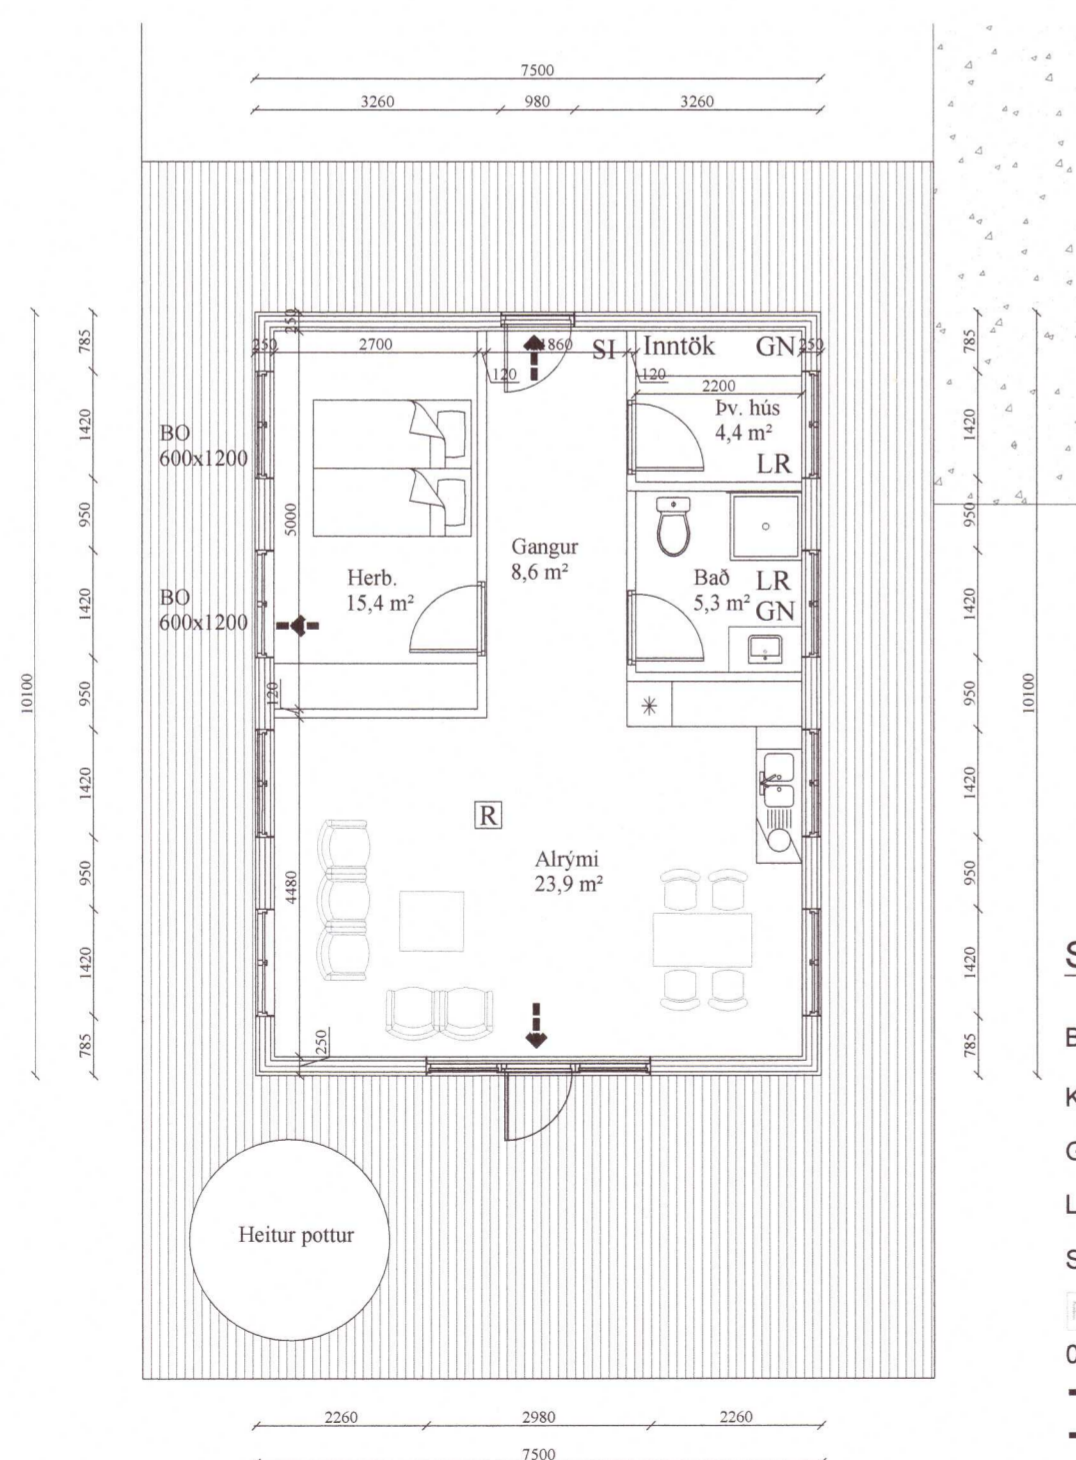 7500
3260 980 3260
250
250 2700 1860 SI Inntök GN 250
120 120
2200
Þv. hús
4,4 m²
LR
BO
600x1200
785
1420
950
1420
950
1420
950
1420
785
10100
785
1420
950
1420
950
1420
950
1420
785
10100
5000
Gangur
8,6 m²
Herb.
15,4 m²
Bað LR
5,3 m² GN
BO
600x1200
120
R
Alrými
23,9 m²
4480
250
Heitur pottur
2260 2980 2260
7500
S
B
K
G
L
S